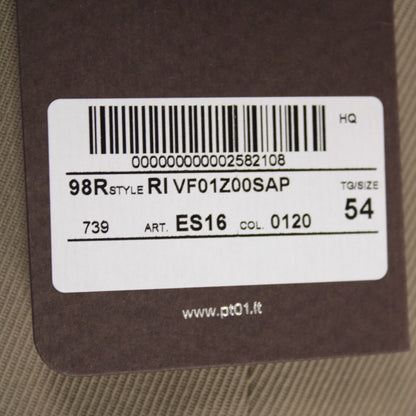 HQ
000000000002582108
98R STYLE RI VF01Z00SAP TG/SIZE
739 ART. ES16 COL. 0120 54
www.pt01.it